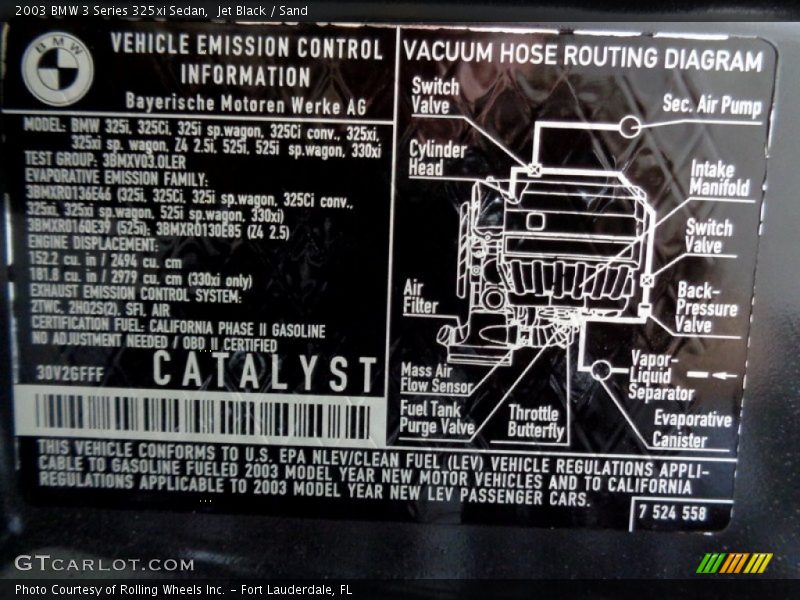 2003 BMW 3 Series 325xi Sedan, Jet Black / Sand
BMW
VEHICLE EMISSION CONTROL
INFORMATION
Bayerische Motoren Werke AG
MODEL: BMW 325i, 325Ci, 325i sp.wagon, 325Ci conv., 325xi,
325xi sp.wagon, Z4 2.5i, 525i, 525i sp.wagon, 330xi
TEST GROUP: 3BMXV03.0LER
EVAPORATIVE EMISSION FAMILY:
3BMXR0136E46 (325i, 325Ci, 325i sp.wagon, 325Ci conv.,
325xi, 325xi sp.wagon, 525i sp.wagon, 330xi)
3BMXR0160E39 (525i); 3BMXR0130E85 (Z4 2.5)
ENGINE DISPLACEMENT:
152.2 cu. in / 2494 cu. cm
181.8 cu. in / 2979 cu. cm (330xi only)
EXHAUST EMISSION CONTROL SYSTEM:
2TWC, 2HO2S(2), SFI, AIR
CERTIFICATION FUEL: CALIFORNIA PHASE II GASOLINE
NO ADJUSTMENT NEEDED / OBD II CERTIFIED
30V2GFFF
CATALYST
VACUUM HOSE ROUTING DIAGRAM
Switch
Valve
Sec. Air Pump
Cylinder
Head
Intake
Manifold
Switch
Valve
Air
Filter
Back-
Pressure
Valve
Mass Air
Flow Sensor
Vapor-
Liquid
Separator
Fuel Tank
Purge Valve
Throttle
Butterfly
Evaporative
Canister
THIS VEHICLE CONFORMS TO U.S. EPA NLEV/CLEAN FUEL (LEV) VEHICLE REGULATIONS APPLI-
CABLE TO GASOLINE FUELED 2003 MODEL YEAR NEW MOTOR VEHICLES AND TO CALIFORNIA
REGULATIONS APPLICABLE TO 2003 MODEL YEAR NEW LEV PASSENGER CARS.
7 524 558
GTCARLOT.COM
Photo Courtesy of Rolling Wheels Inc. – Fort Lauderdale, FL